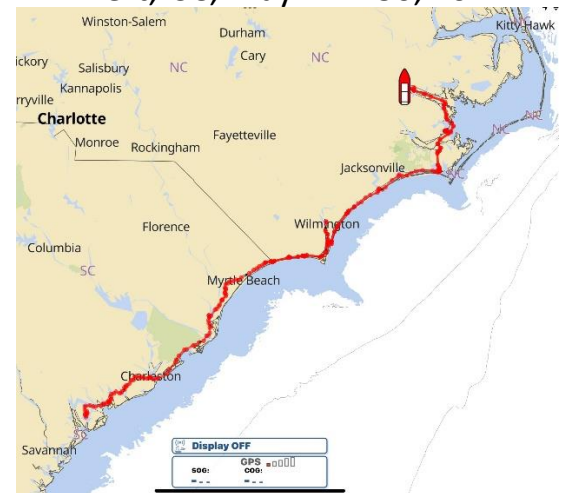 Winston-Salem
Durham
Kitty Hawk
ickory
Salisbury
NC
Cary
NC
Kannapolis
rryville
Charlotte
NC
Monroe
Rockingham
Fayetteville
Jacksonville
NC
Florence
Wilmington
Columbia
SC
Myrtle Beach
Charleston
Savannah
Display OFF
GPS
SOG:
COG:
- - -
- - -